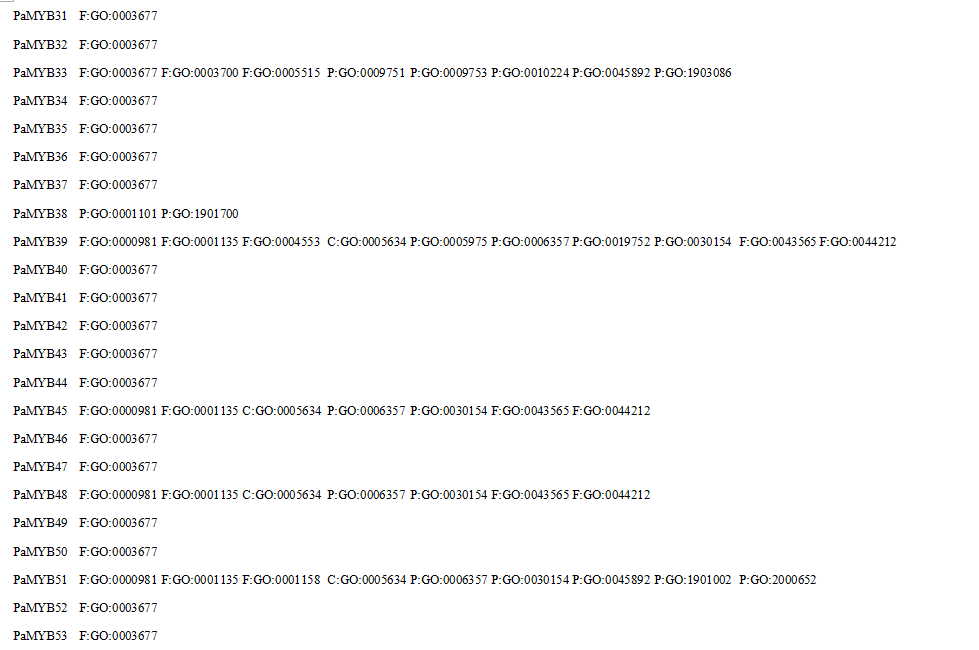 PaMYB31 F:GO:0003677
PaMYB32 F:GO:0003677
PaMYB33 F:GO:0003677 F:GO:0003700 F:GO:0005515 P:GO:0009751 P:GO:0009753 P:GO:0010224 P:GO:0045892 P:GO:1903086
PaMYB34 F:GO:0003677
PaMYB35 F:GO:0003677
PaMYB36 F:GO:0003677
PaMYB37 F:GO:0003677
PaMYB38 P:GO:0001101 P:GO:1901700
PaMYB39 F:GO:0000981 F:GO:0001135 F:GO:0004553 C:GO:0005634 P:GO:0005975 P:GO:0006357 P:GO:0019752 P:GO:0030154 F:GO:0043565 F:GO:0044212
PaMYB40 F:GO:0003677
PaMYB41 F:GO:0003677
PaMYB42 F:GO:0003677
PaMYB43 F:GO:0003677
PaMYB44 F:GO:0003677
PaMYB45 F:GO:0000981 F:GO:0001135 C:GO:0005634 P:GO:0006357 P:GO:0030154 F:GO:0043565 F:GO:0044212
PaMYB46 F:GO:0003677
PaMYB47 F:GO:0003677
PaMYB48 F:GO:0000981 F:GO:0001135 C:GO:0005634 P:GO:0006357 P:GO:0030154 F:GO:0043565 F:GO:0044212
PaMYB49 F:GO:0003677
PaMYB50 F:GO:0003677
PaMYB51 F:GO:0000981 F:GO:0001135 F:GO:0001158 C:GO:0005634 P:GO:0006357 P:GO:0030154 P:GO:0045892 P:GO:1901002 P:GO:2000652
PaMYB52 F:GO:0003677
PaMYB53 F:GO:0003677